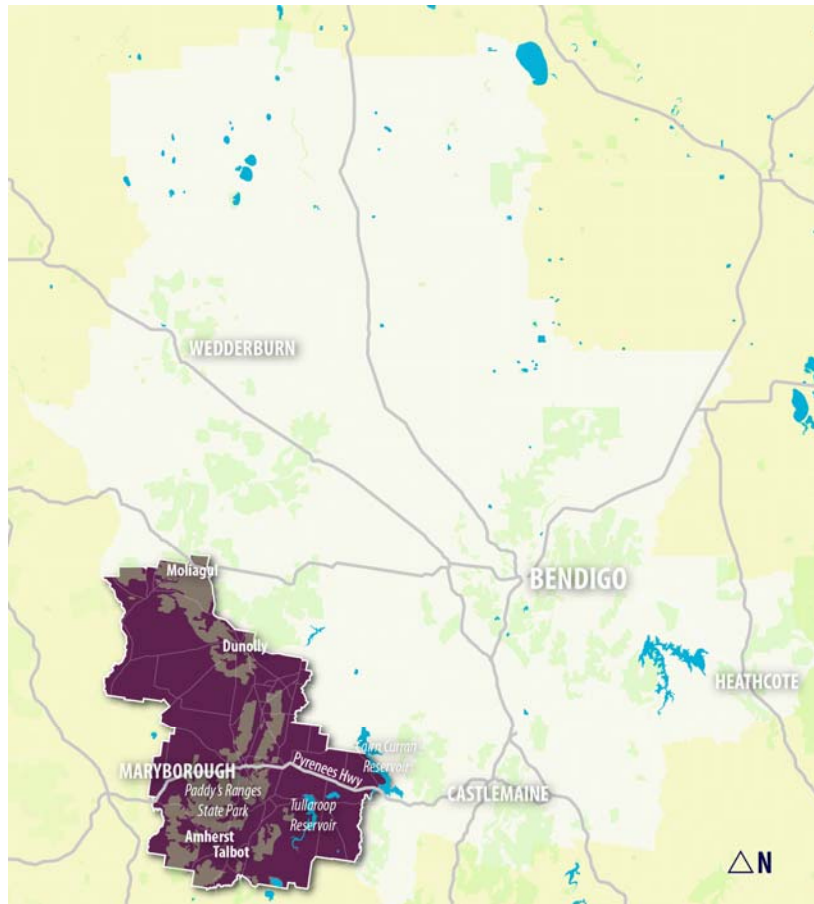 WEDDERBURN
Moliagul
BENDIGO
Dunolly
HEATHCOTE
Cairn Curran
Reservoir
Pyrenees Hwy
MARYBOROUGH
Paddy's Ranges
State Park
CASTLEMAINE
Tullaroop
Reservoir
Amherst
Talbot
N